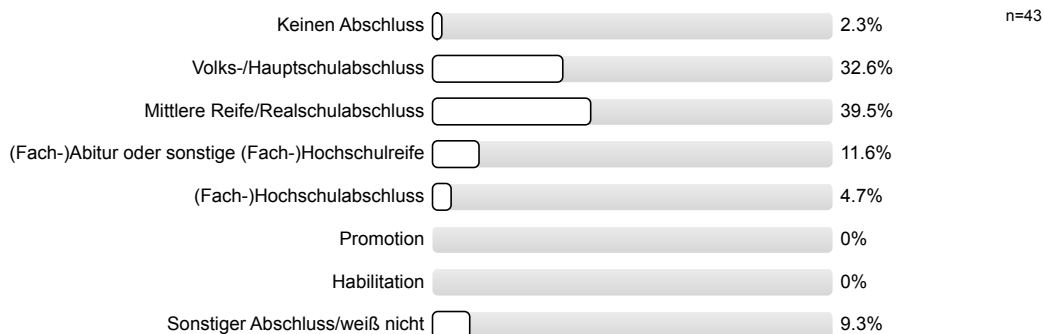 n=43
Keinen Abschluss 2.3%
Volks-/Hauptschulabschluss 32.6%
Mittlere Reife/Realschulabschluss 39.5%
(Fach-)Abitur oder sonstige (Fach-)Hochschulreife 11.6%
(Fach-)Hochschulabschluss 4.7%
Promotion 0%
Habilitation 0%
Sonstiger Abschluss/weiß nicht 9.3%